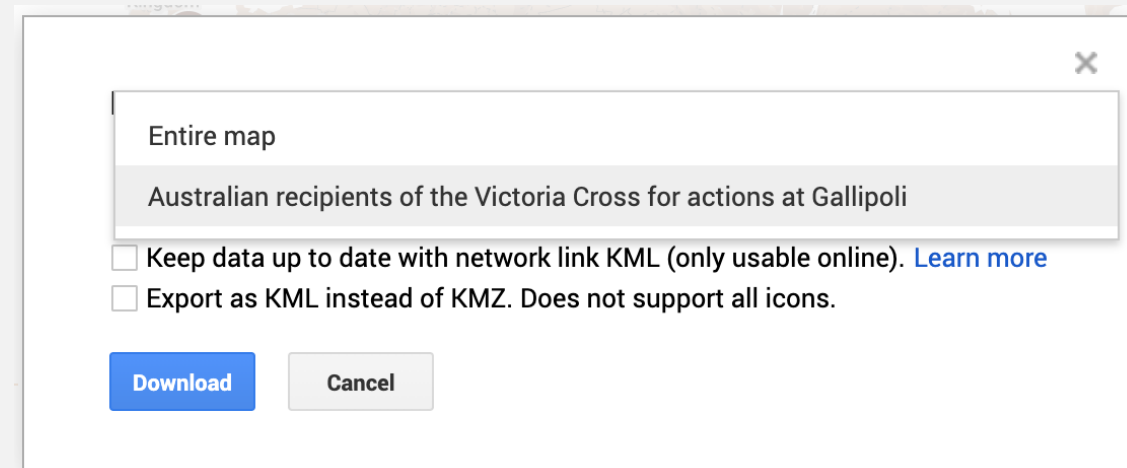 Kingdom
Entire map
Australian recipients of the Victoria Cross for actions at Gallipoli
Keep data up to date with network link KML (only usable online). Learn more
Export as KML instead of KMZ. Does not support all icons.
Download
Cancel